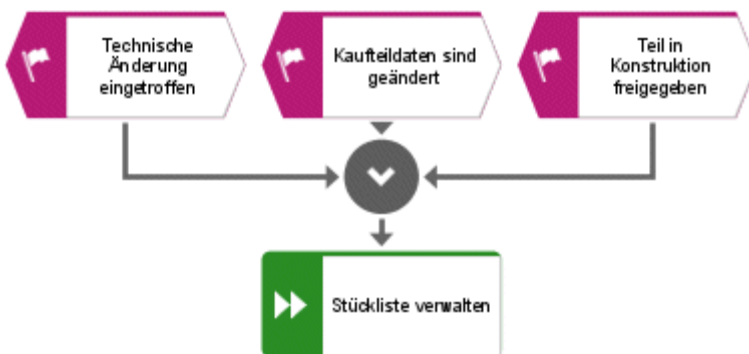 Technische
Änderung
eingetroffen
Kaufteildaten sind
geändert
Teil in
Konstruktion
freigegeben
Stückliste verwalten